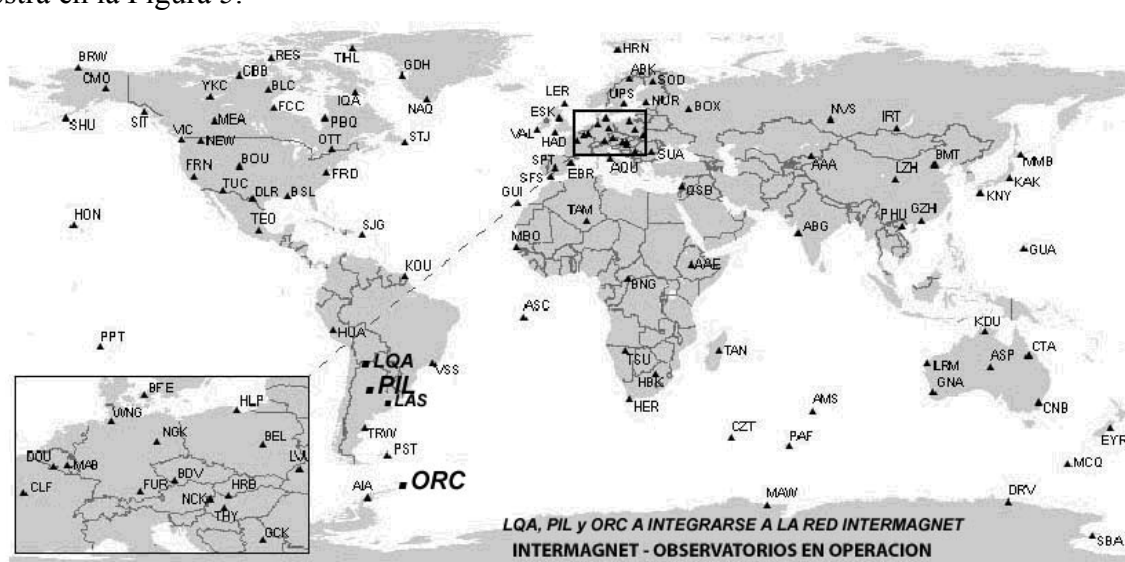 ostra en la Figura 5.
HRN
BRW
RES
THL
GDH
CMO
CBB
ABK
SOD
YKC
BLC
IQA
LER
UPS
NUR
BOX
NVS
IRT
SHU
SIT
MEA
FCC
PBQ
NAQ
ESK
VIC
NEW
OTT
STJ
VAL
HAD
FRN
BOU
FRD
SPT
EBR
AQU
SUA
AAA
LZH
BMT
MMB
TUC
DLR
BSL
SFS
GUI
QSB
KNY
KAK
HON
TEO
SJG
TAM
MBO
ABG
PHU
GZH
GUA
KOU
AAE
BNG
ASC
HUA
PPT
LQA
VSS
TSU
TAN
KDU
CTA
ASP
LRM
PIL
LAS
HBK
HER
GNA
AMS
CNB
TRW
PST
CZT
PAF
EYR
MCQ
AIA
ORC
MAW
DRV
SBA
BFE
HLP
WNG
NGK
BEL
DOU
MAB
BDV
CLF
FUR
HRB
NCK
THY
GCK
LQA, PIL y ORC A INTEGRARSE A LA RED INTERMAGNET
INTERMAGNET - OBSERVATORIOS EN OPERACION